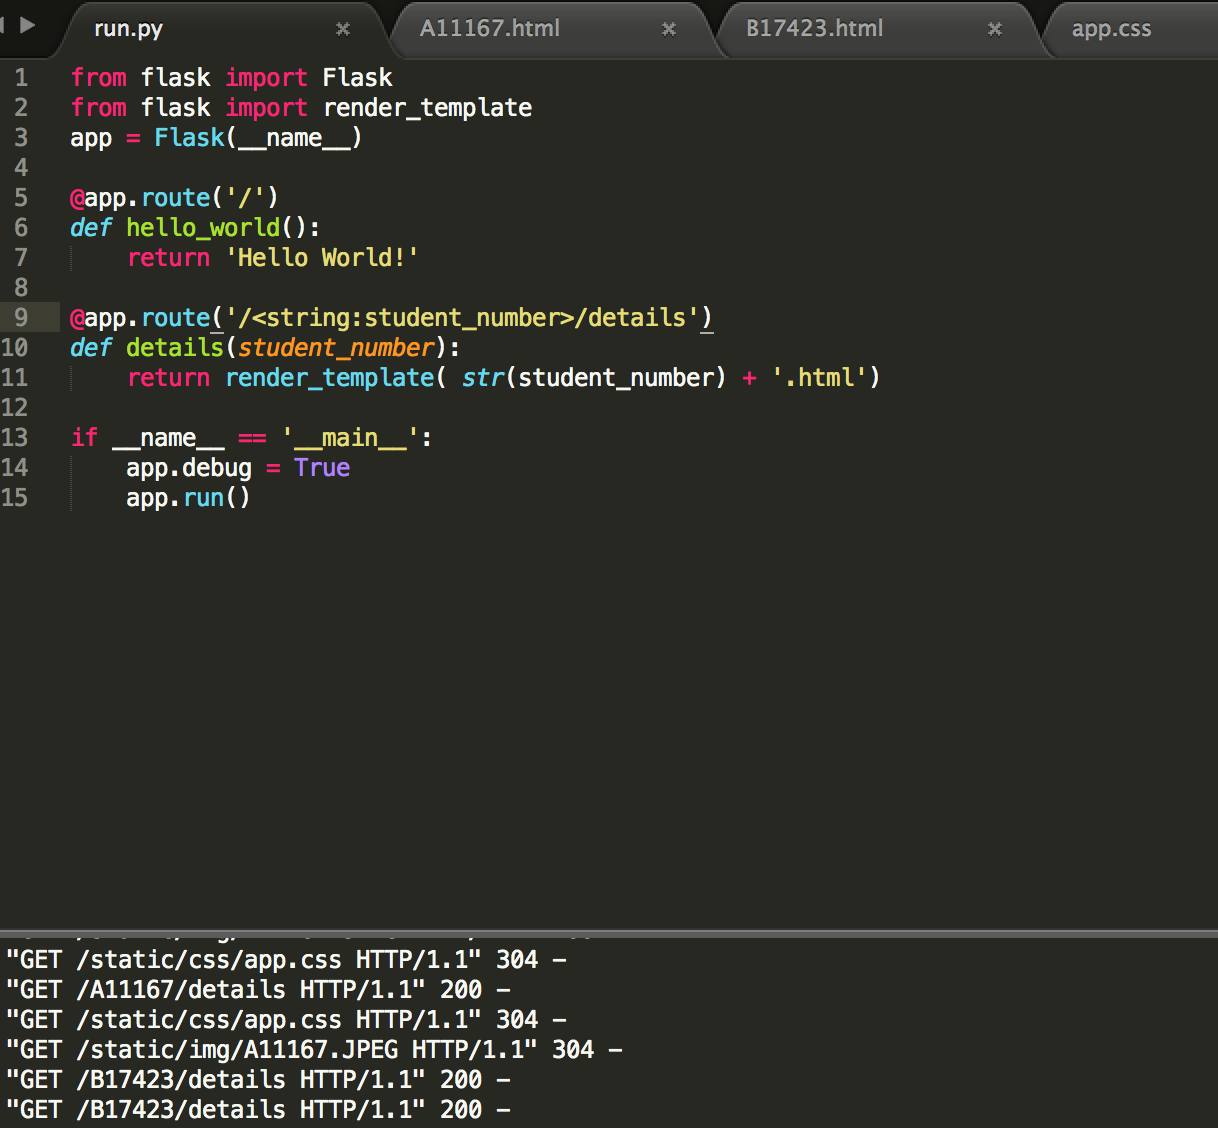 run.py × A11167.html × B17423.html × app.css
1 from flask import Flask
2 from flask import render_template
3 app = Flask(__name__)
4
5 @app.route('/')
6 def hello_world():
7     return 'Hello World!'
8
9 @app.route('/<string:student_number>/details')
10 def details(student_number):
11     return render_template( str(student_number) + '.html')
12
13 if __name__ == '__main__':
14     app.debug = True
15     app.run()
"GET /static/css/app.css HTTP/1.1" 304 -
"GET /A11167/details HTTP/1.1" 200 -
"GET /static/css/app.css HTTP/1.1" 304 -
"GET /static/img/A11167.JPEG HTTP/1.1" 304 -
"GET /B17423/details HTTP/1.1" 200 -
"GET /B17423/details HTTP/1.1" 200 -